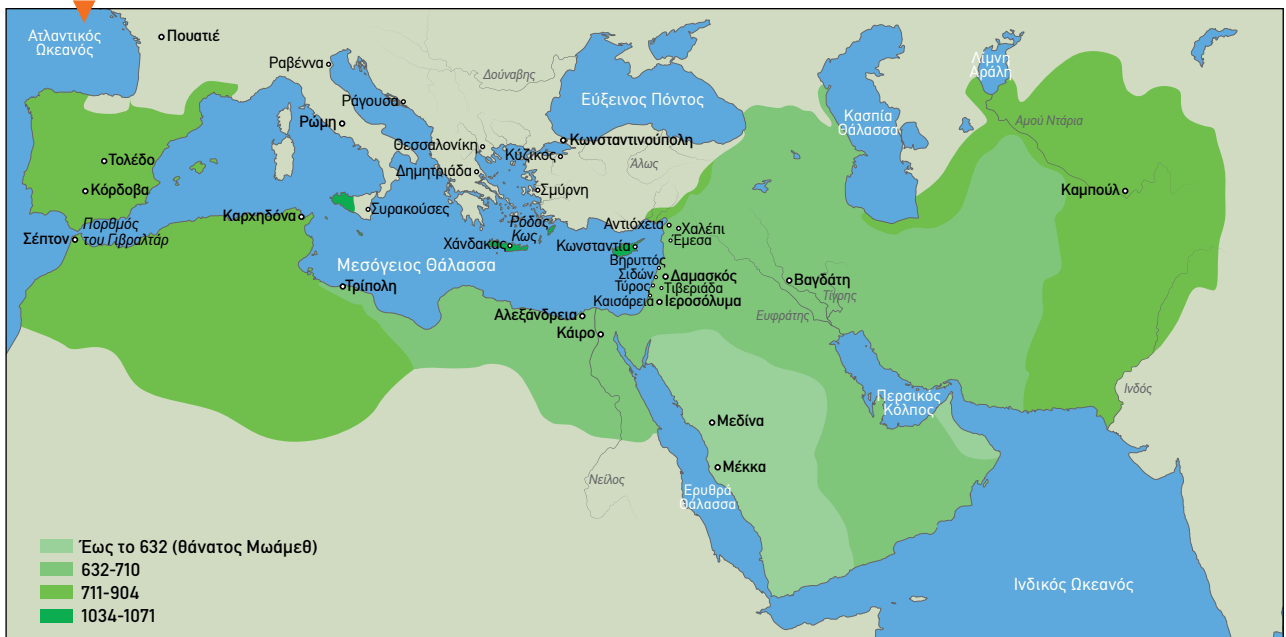 Ατλαντικός
Ωκεανός
Πουατιέ
Ραβέννα
Δούναβης
Λίμνη
Αράλη
Ράγουσα
Εύξεινος Πόντος
Κασπία
Θάλασσα
Αμού Ντάρια
Ρώμη
Κωνσταντινούπολη
Θεσσαλονίκη
Κύζικος
Άλως
Τολέδο
Δημητριάδα
Κόρδοβα
Σμύρνη
Καμπούλ
Συρακούσες
Καρχηδόνα
Πορθμός
του Γιβραλτάρ
Σέπτον
Ρόδος
Κως
Αντιόχεια
Χαλέπι
Έμεσα
Χάνδακας
Κωνσταντία
Μεσόγειος Θάλασσα
Βηρυττός
Σιδών
Δαμασκός
Βαγδάτη
Τύρος
Τιβεριάδα
Τίγρης
Τρίπολη
Καισάρεια
Ιεροσόλυμα
Ευφράτης
Αλεξάνδρεια
Κάιρο
Ινδός
Περσικός
Κόλπος
Μεδίνα
Μέκκα
Νείλος
Ερυθρά
Θάλασσα
Έως το 632 (θάνατος Μωάμεθ)
632-710
711-904
1034-1071
Ινδικός Ωκεανός